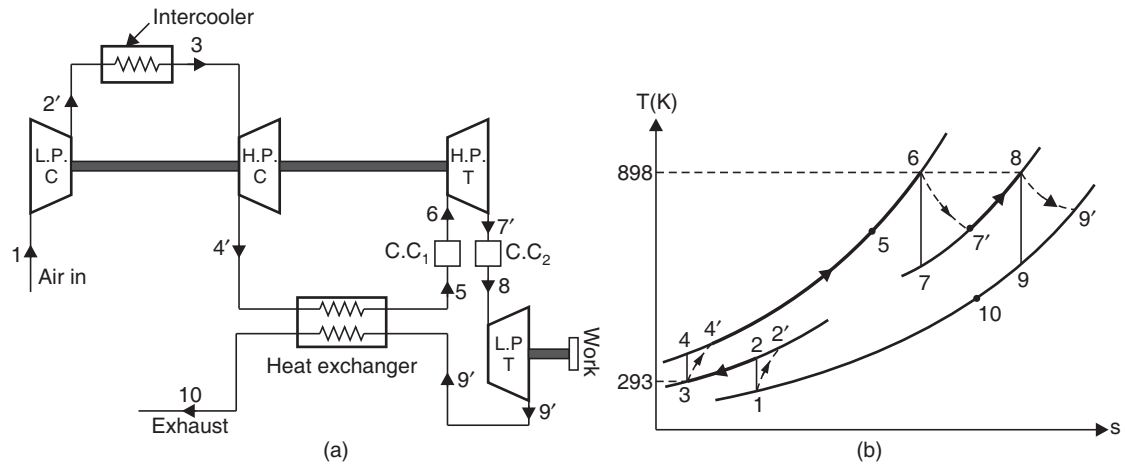 Intercooler
3
2′
L.P.
C
H.P.
C
H.P.
T
1
Air in
4′
6
7′
C.C₁
C.C₂
5
8
Heat exchanger
L.P
T
Work
9′
9′
10
Exhaust
(a)
T(K)
898
6
8
9′
5
7′
7
9
10
4
4′
2
2′
293
3
1
s
(b)